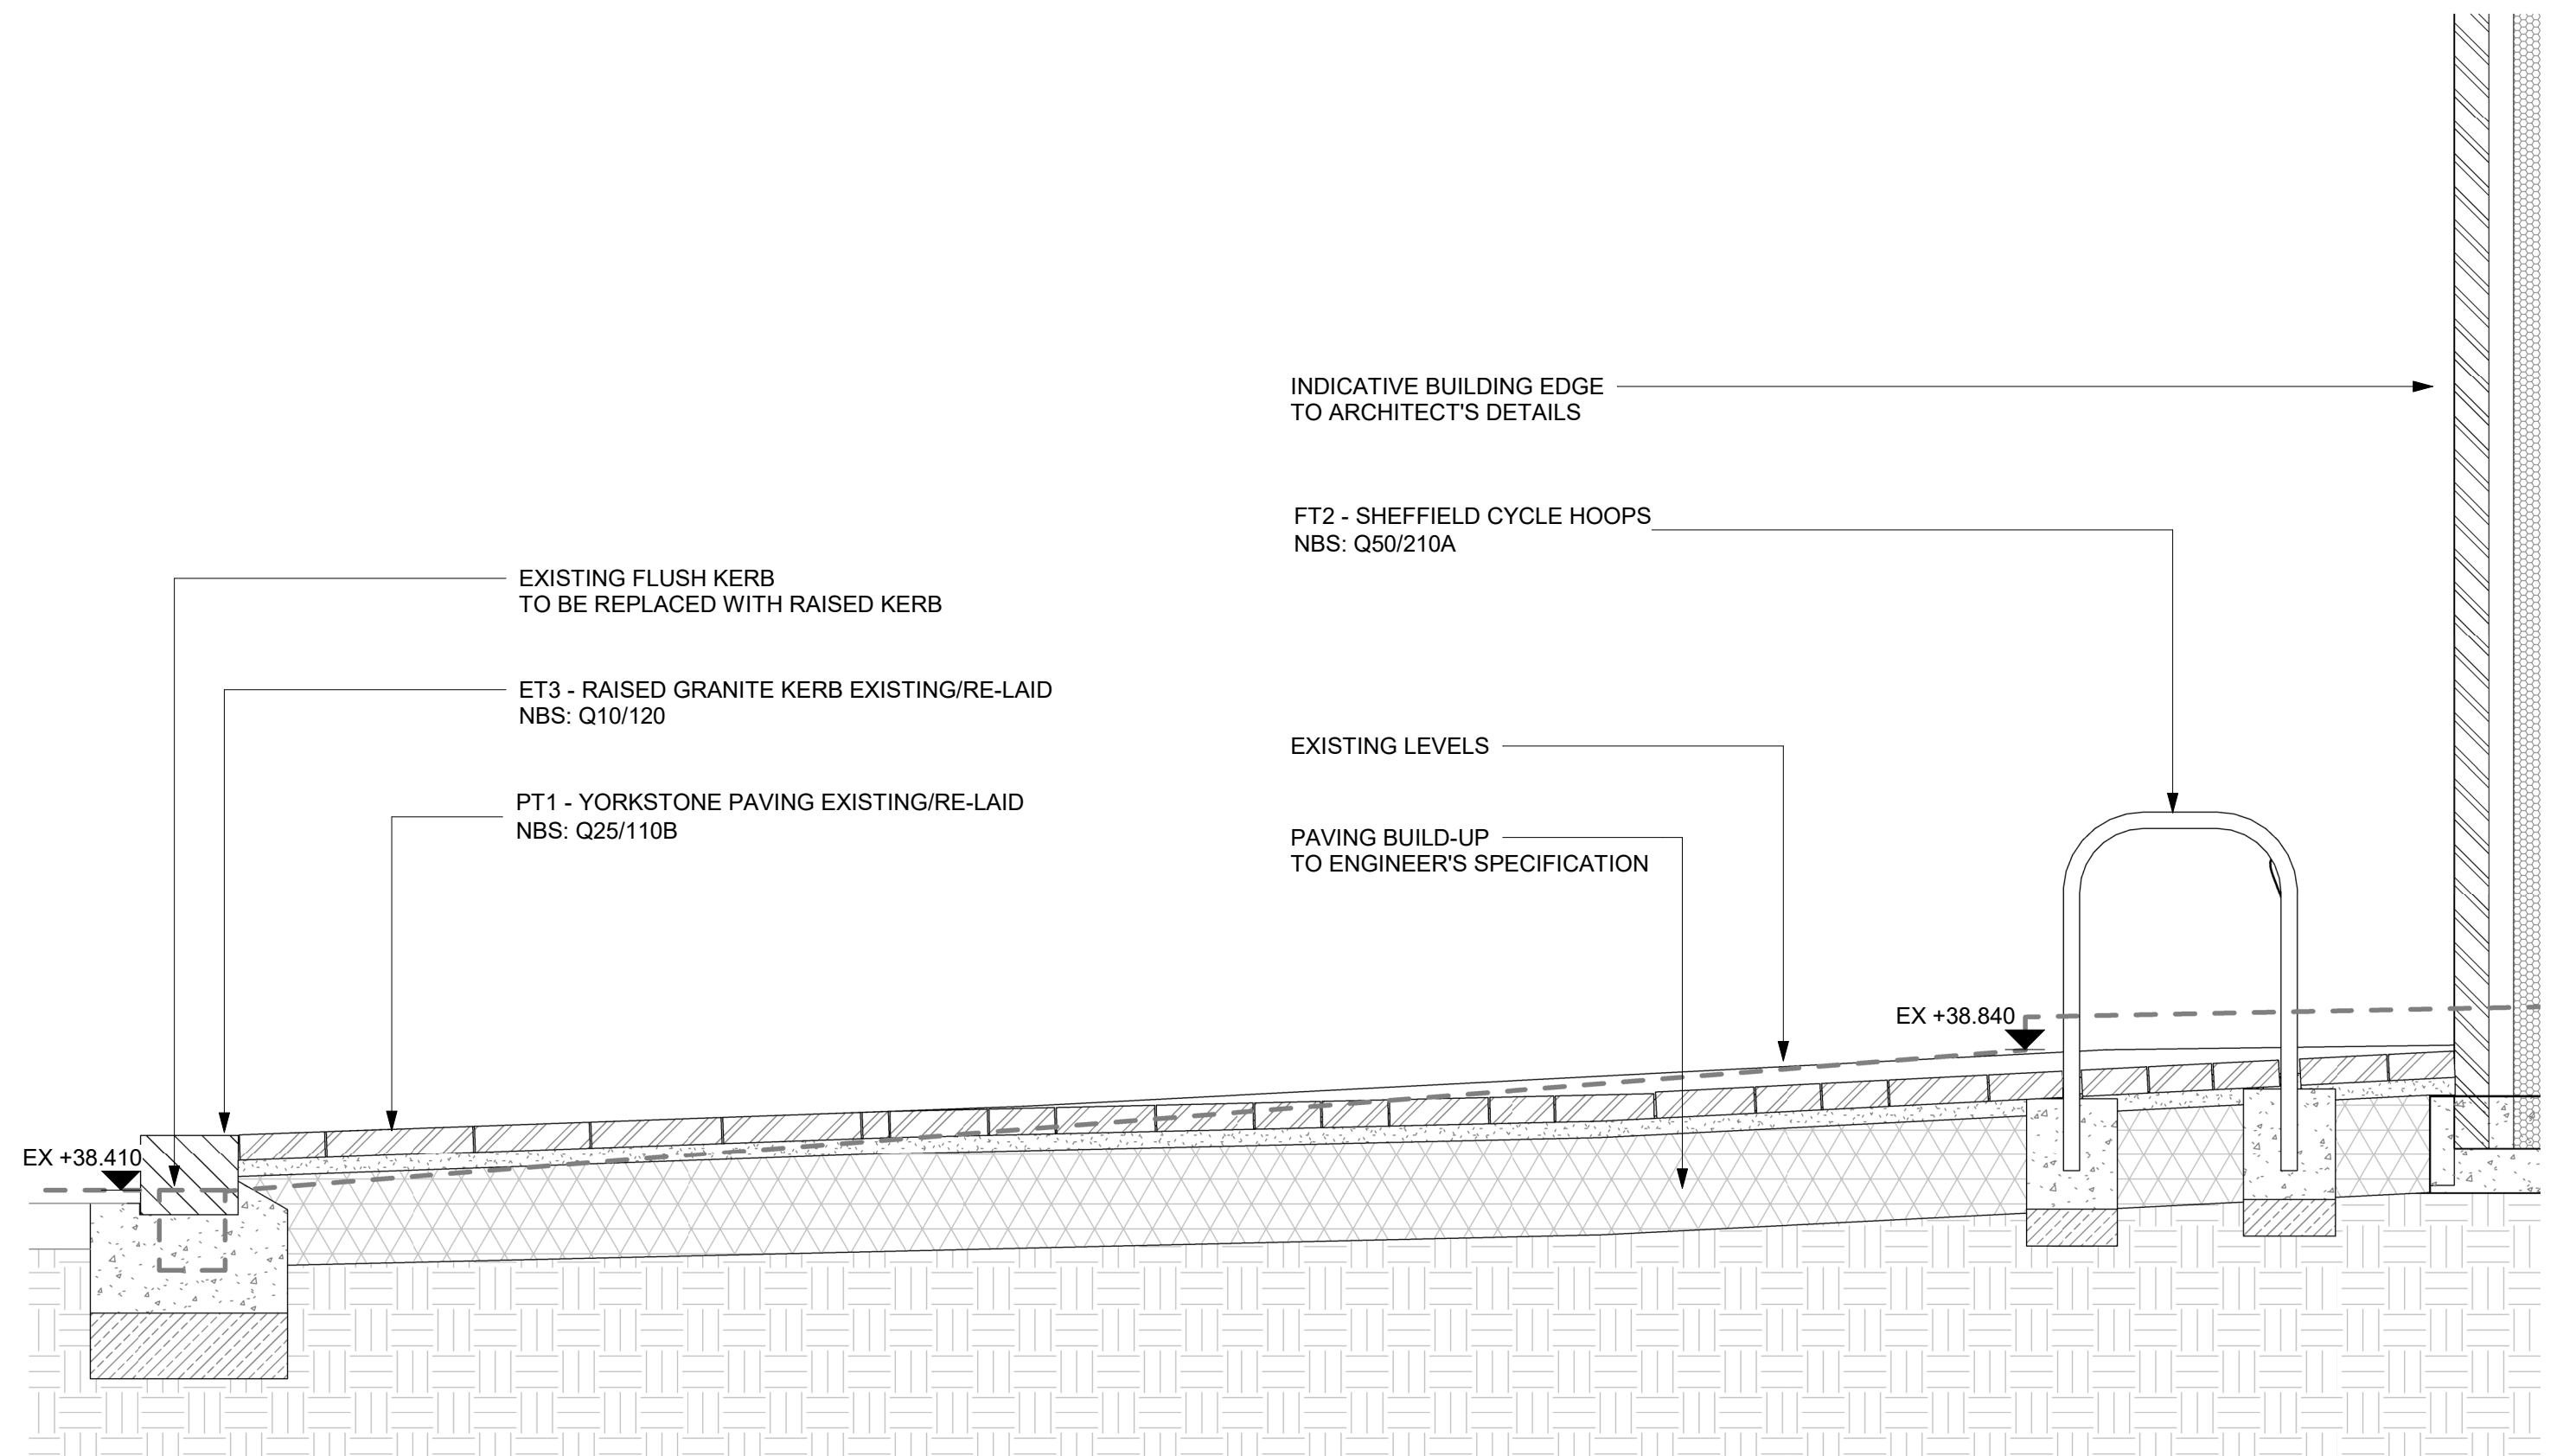 INDICATIVE BUILDING EDGE
TO ARCHITECT'S DETAILS
FT2 - SHEFFIELD CYCLE HOOPS
NBS: Q50/210A
EXISTING FLUSH KERB
TO BE REPLACED WITH RAISED KERB
ET3 - RAISED GRANITE KERB EXISTING/RE-LAID
NBS: Q10/120
EXISTING LEVELS
PT1 - YORKSTONE PAVING EXISTING/RE-LAID
NBS: Q25/110B
PAVING BUILD-UP
TO ENGINEER'S SPECIFICATION
EX +38.840
EX +38.410